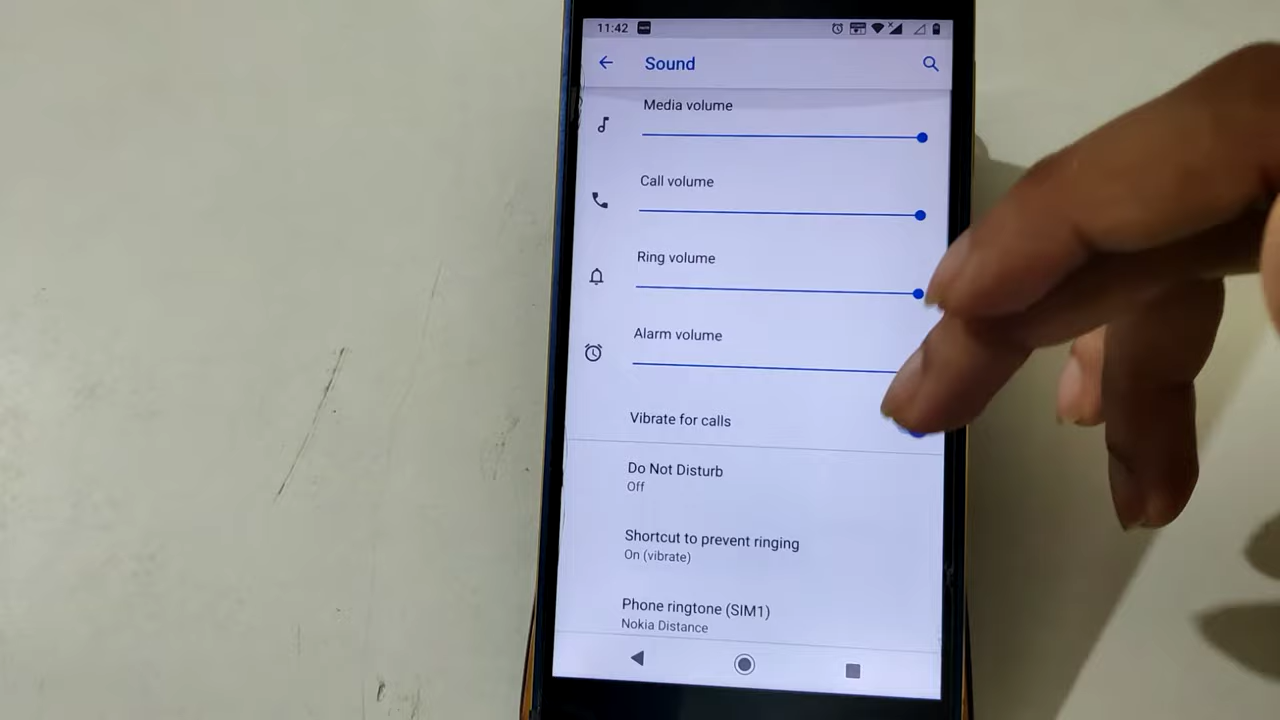 11:42
Sound
Media volume
Call volume
Ring volume
Alarm volume
Vibrate for calls
Do Not Disturb
Off
Shortcut to prevent ringing
On (vibrate)
Phone ringtone (SIM1)
Nokia Distance